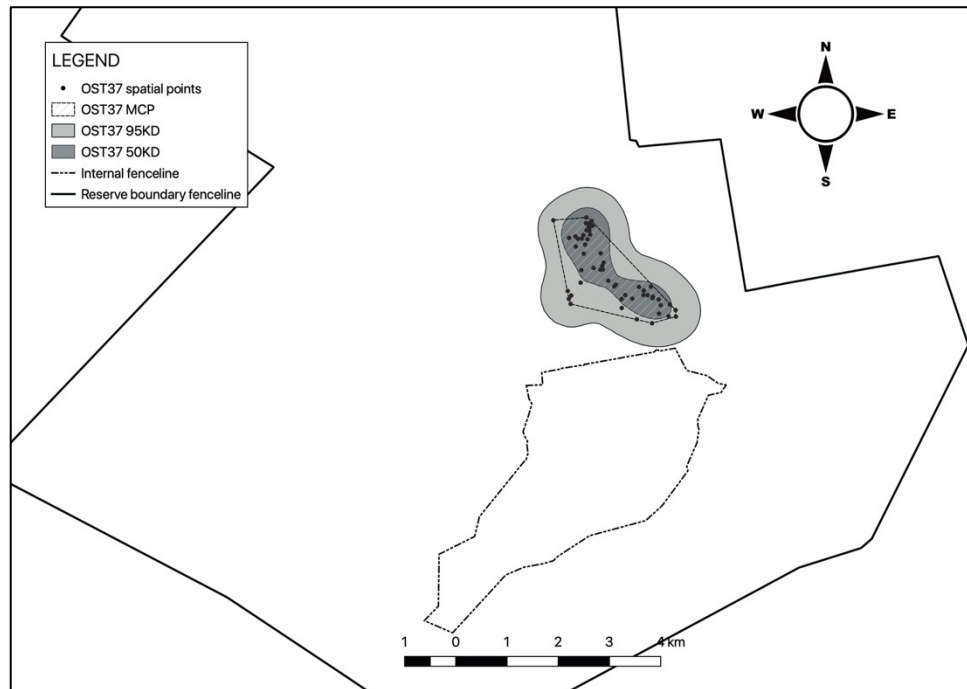 LEGEND
OST37 spatial points
OST37 MCP
OST37 95KD
OST37 50KD
Internal fenceline
Reserve boundary fenceline
N
W E
S
1 0 1 2 3 4 km